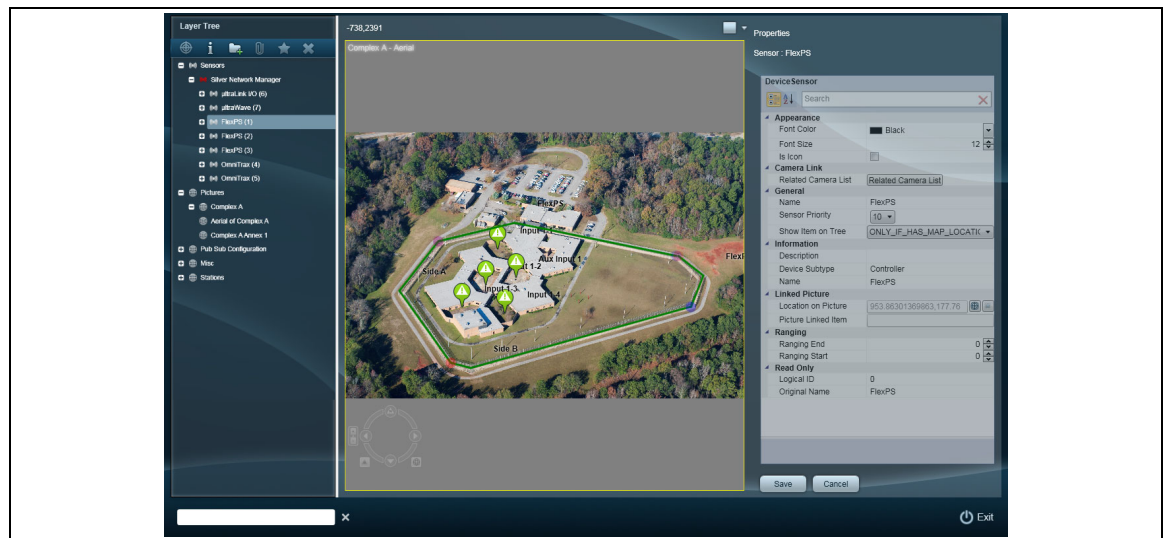 Layer Tree
Sensors
Silver Network Manager
µltraLink I/O (6)
µltraWave (7)
FlexPS (1)
FlexPS (2)
FlexPS (3)
OmniTrax (4)
OmniTrax (5)
Pictures
Complex A
Aerial of Complex A
Complex A Annex 1
Pub Sub Configuration
Misc
Stations
-738,2391
Complex A - Aerial
FlexPS
Input 1-1
Aux Input 1
t 1-2
FlexI
Side A
Input 1-3
Input 1-4
Side B
Properties
Sensor : FlexPS
DeviceSensor
Search
Appearance
Font Color Black
Font Size 12
Is Icon
Camera Link
Related Camera List Related Camera List
General
Name FlexPS
Sensor Priority 10
Show Item on Tree ONLY_IF_HAS_MAP_LOCATI(
Information
Description
Device Subtype Controller
Name FlexPS
Linked Picture
Location on Picture 953.86301369863;177.76
Picture Linked Item
Ranging
Ranging End 0
Ranging Start 0
Read Only
Logical ID 0
Original Name FlexPS
Save Cancel
Exit